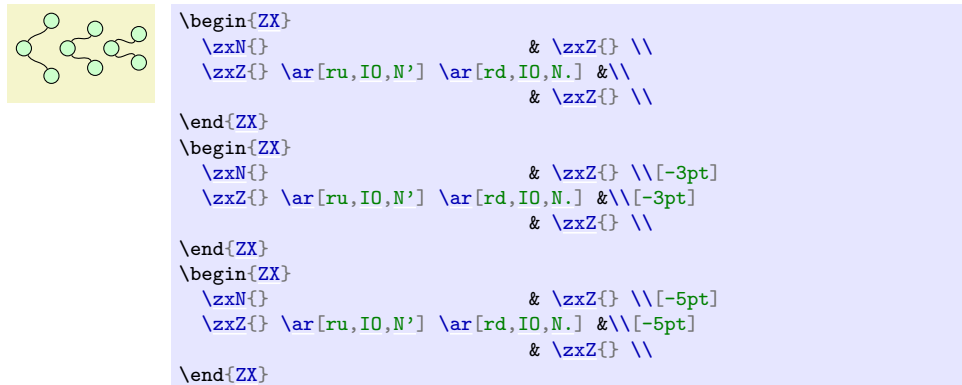 \begin{ZX}
  \zxN{}                            & \zxZ{} \\
  \zxZ{} \ar[ru,IO,N'] \ar[rd,IO,N.] &\\
                                    & \zxZ{} \\
\end{ZX}
\begin{ZX}
  \zxN{}                            & \zxZ{} \\[-3pt]
  \zxZ{} \ar[ru,IO,N'] \ar[rd,IO,N.] &\\[-3pt]
                                    & \zxZ{} \\
\end{ZX}
\begin{ZX}
  \zxN{}                            & \zxZ{} \\[-5pt]
  \zxZ{} \ar[ru,IO,N'] \ar[rd,IO,N.] &\\[-5pt]
                                    & \zxZ{} \\
\end{ZX}